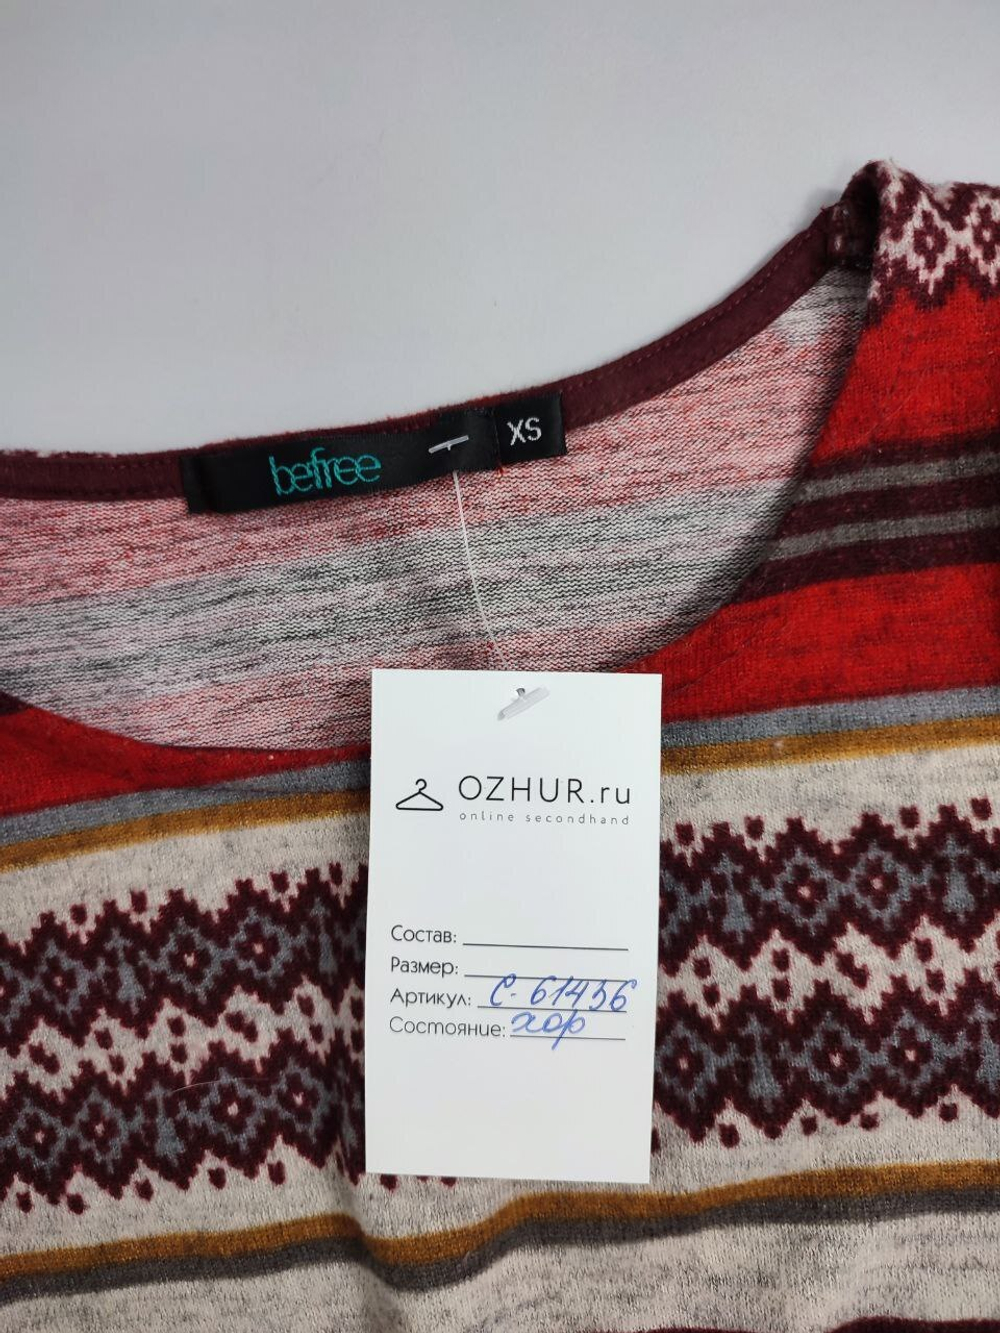 befree
XS
OZHUR.ru
online secondhand
Состав:
Размер:
Артикул: С-61456
Состояние: хор